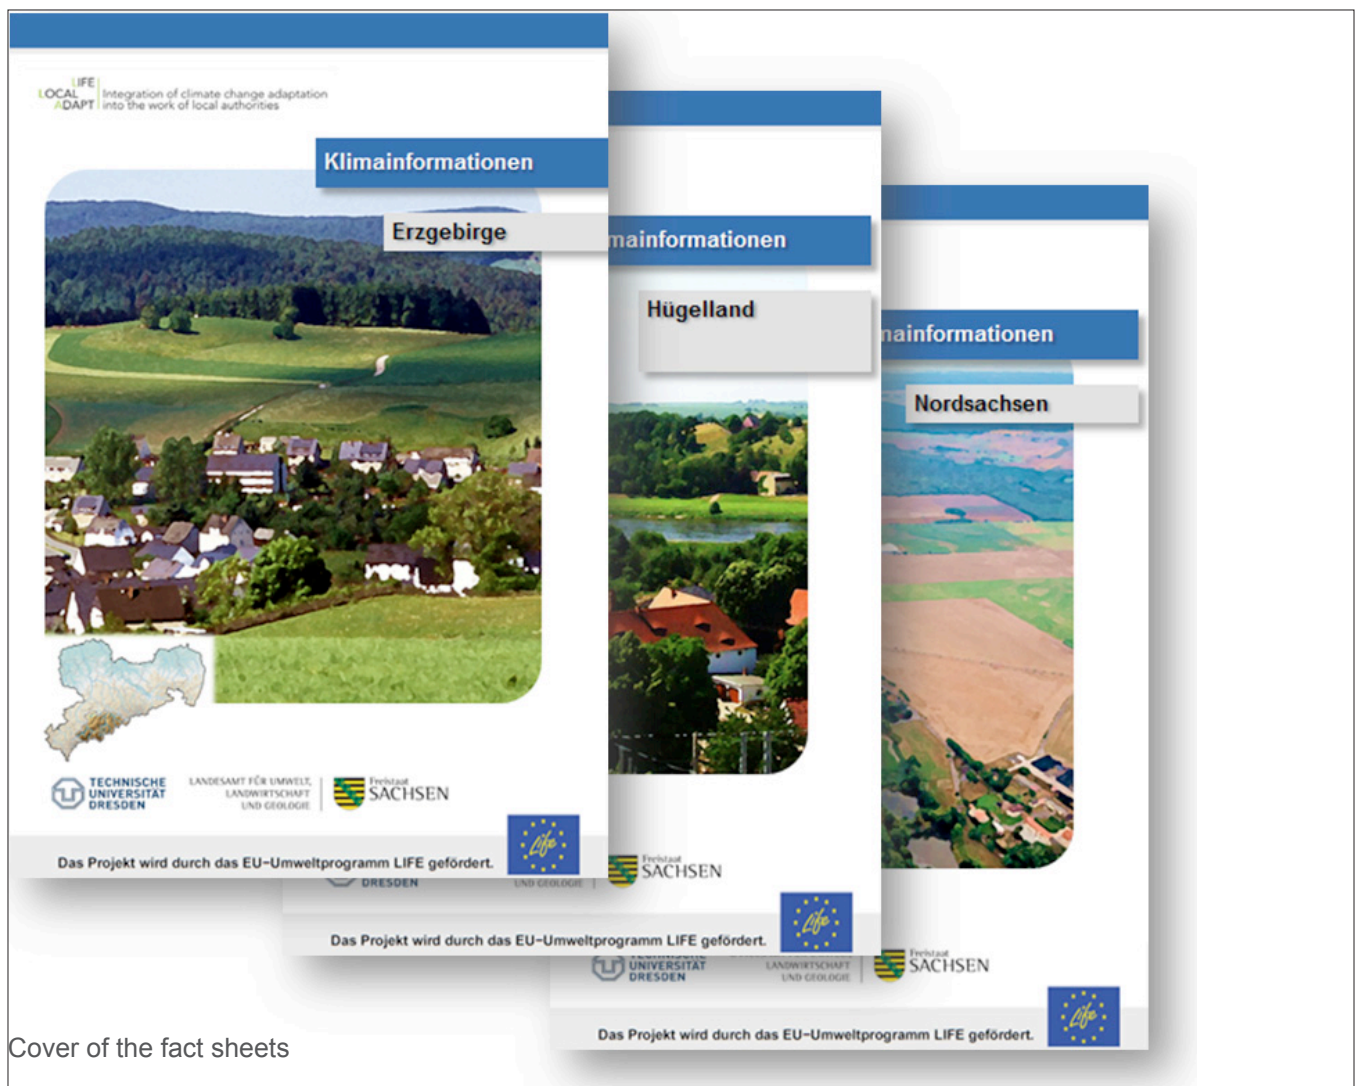 LIFE
LOCAL
ADAPT
Integration of climate change adaptation
into the work of local authorities
Klimainformationen
Erzgebirge
TECHNISCHE
UNIVERSITÄT
DRESDEN
LANDESAMT FÜR UMWELT,
LANDWIRTSCHAFT
UND GEOLOGIE
Freistaat
SACHSEN
Das Projekt wird durch das EU-Umweltprogramm LIFE gefördert.
Life
mainformationen
Hügelland
DRESDEN
UND GEOLOGIE
Freistaat
SACHSEN
Das Projekt wird durch das EU-Umweltprogramm LIFE gefördert.
Life
nainformationen
Nordsachsen
UNIVERSITÄT
DRESDEN
LANDWIRTSCHAFT
UND GEOLOGIE
Freistaat
SACHSEN
Das Projekt wird durch das EU-Umweltprogramm LIFE gefördert.
Life
Cover of the fact sheets